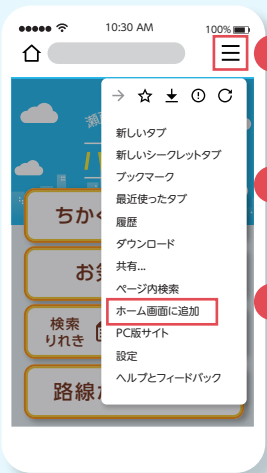 10:30 AM
100%
瀬
新しいタブ
新しいシークレットタブ
ブックマーク
最近使ったタブ
履歴
ダウンロード
共有...
ページ内検索
ホーム画面に追加
PC版サイト
設定
ヘルプとフィードバック
ちか
お
検索
りれき
路線